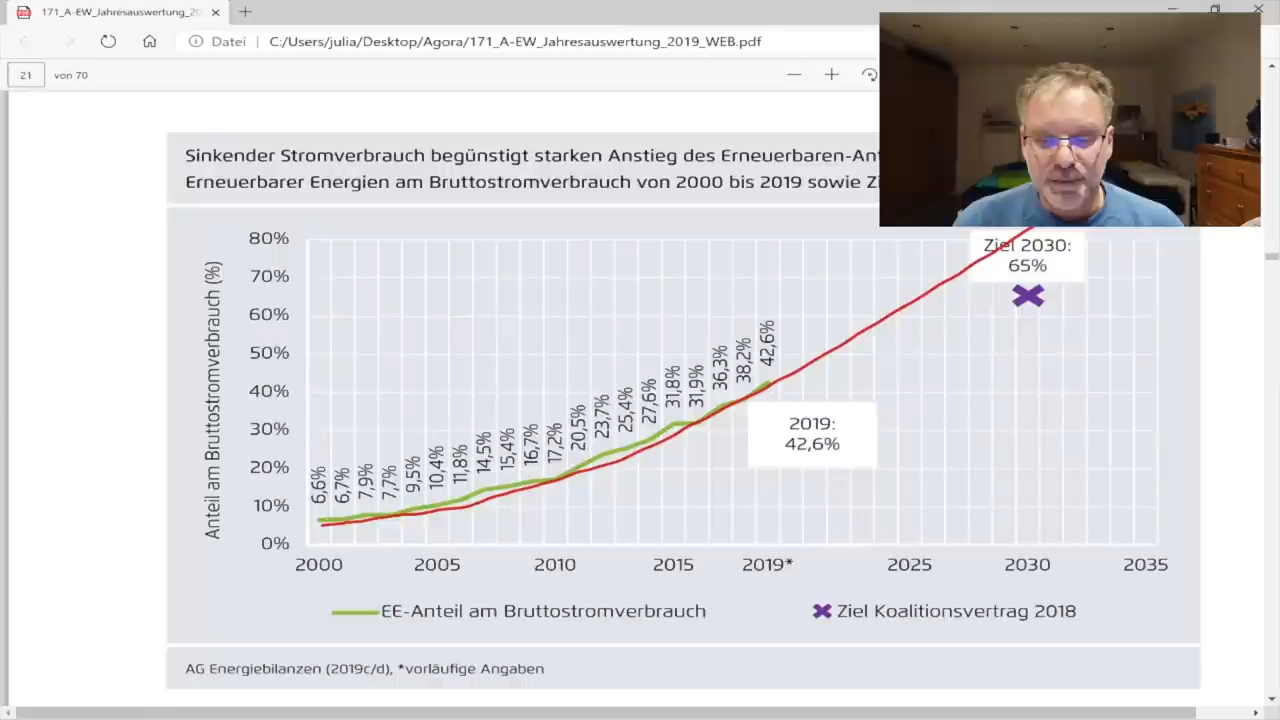 171_A-EW_Jahresauswertung_20
Datei
C:/Users/julia/Desktop/Agora/171_A-EW_Jahresauswertung_2019_WEB.pdf
21 von 70
Sinkender Stromverbrauch begünstigt starken Anstieg des Erneuerbaren-Ant
Erneuerbarer Energien am Bruttostromverbrauch von 2000 bis 2019 sowie Zi
Anteil am Bruttostromverbrauch (%)
80%
70%
60%
50%
40%
30%
20%
10%
0%
6,6%
6,7%
7,9%
7,7%
9,5%
10,4%
11,8%
14,5%
15,4%
16,7%
17,2%
20,5%
23,7%
25,4%
27,6%
31,8%
31,9%
36,3%
38,2%
42,6%
2019:
42,6%
Ziel 2030:
65%
2000 2005 2010 2015 2019* 2025 2030 2035
EE-Anteil am Bruttostromverbrauch
Ziel Koalitionsvertrag 2018
AG Energiebilanzen (2019c/d), *vorläufige Angaben